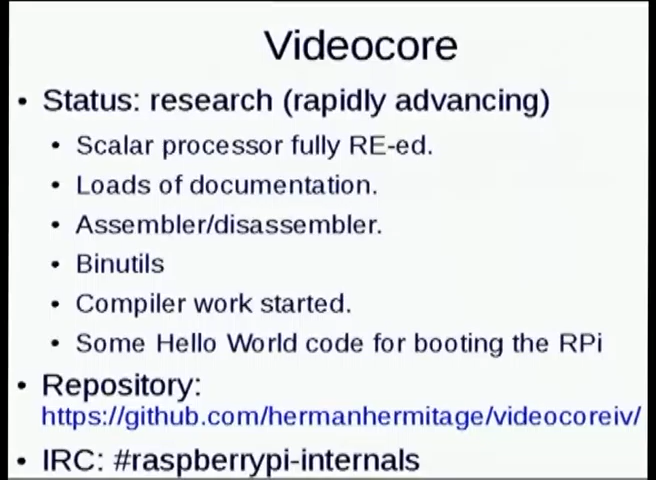 Videocore
• Status: research (rapidly advancing)
• Scalar processor fully RE-ed.
• Loads of documentation.
• Assembler/disassembler.
• Binutils
• Compiler work started.
• Some Hello World code for booting the RPi
• Repository:
https://github.com/hermanhermitage/videocoreiv/
• IRC: #raspberrypi-internals